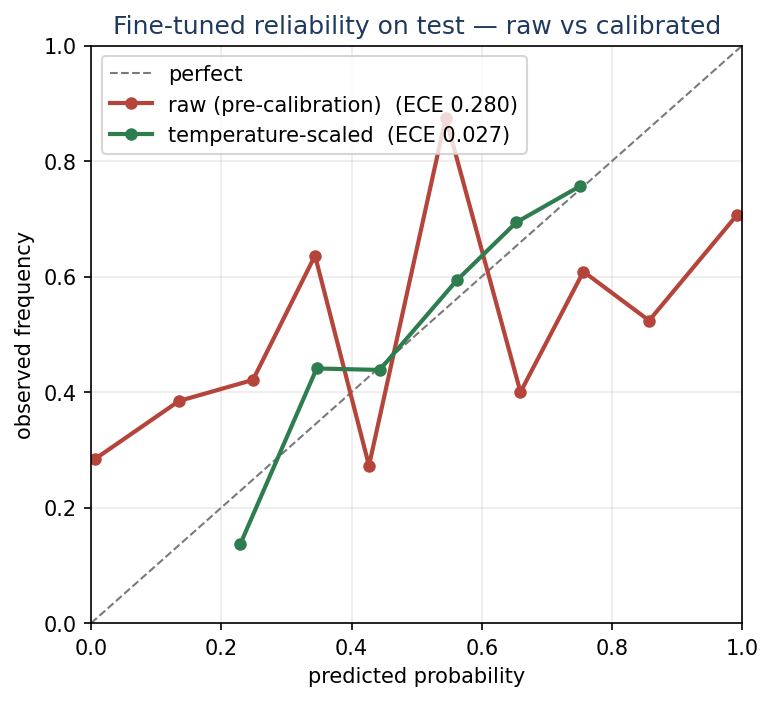 Fine-tuned reliability on test — raw vs calibrated
perfect
raw (pre-calibration)  (ECE 0.280)
temperature-scaled  (ECE 0.027)
observed frequency
1.0
0.8
0.6
0.4
0.2
0.0
0.0 0.2 0.4 0.6 0.8 1.0
predicted probability